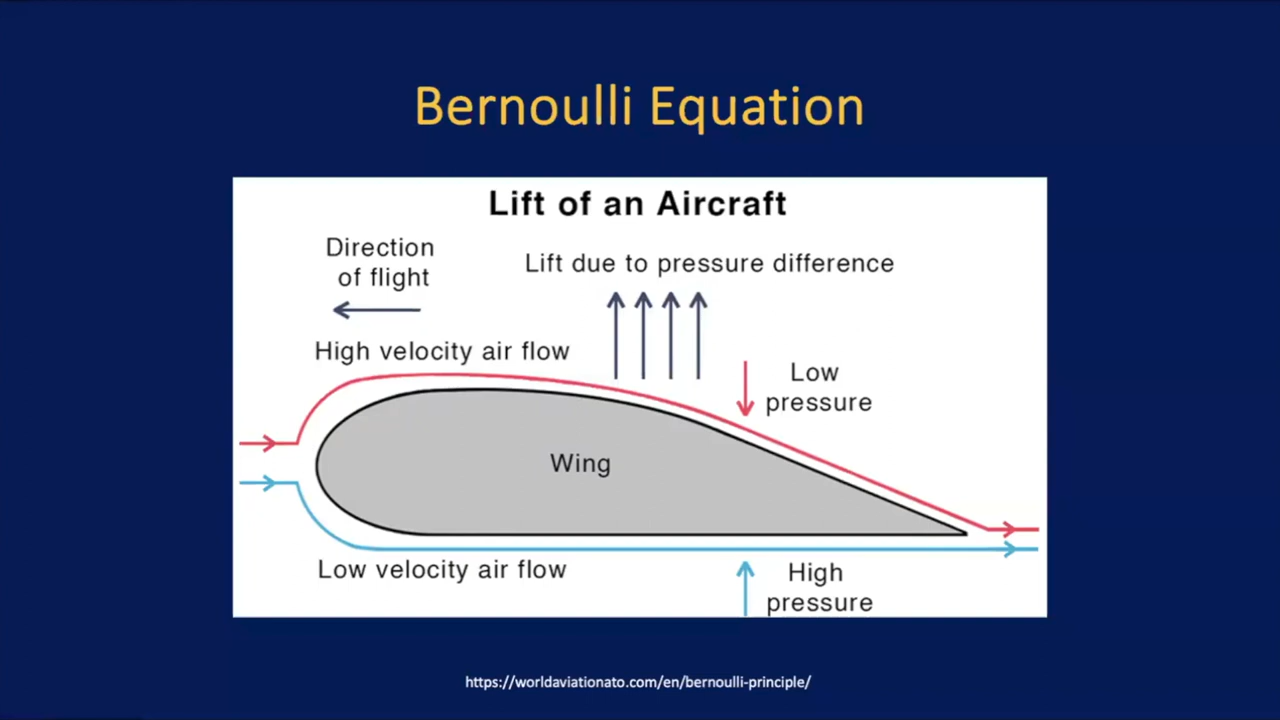 Bernoulli Equation
Lift of an Aircraft
Direction
of flight
Lift due to pressure difference
High velocity air flow
Low
pressure
Wing
Low velocity air flow
High
pressure
https://worldaviationato.com/en/bernoulli-principle/